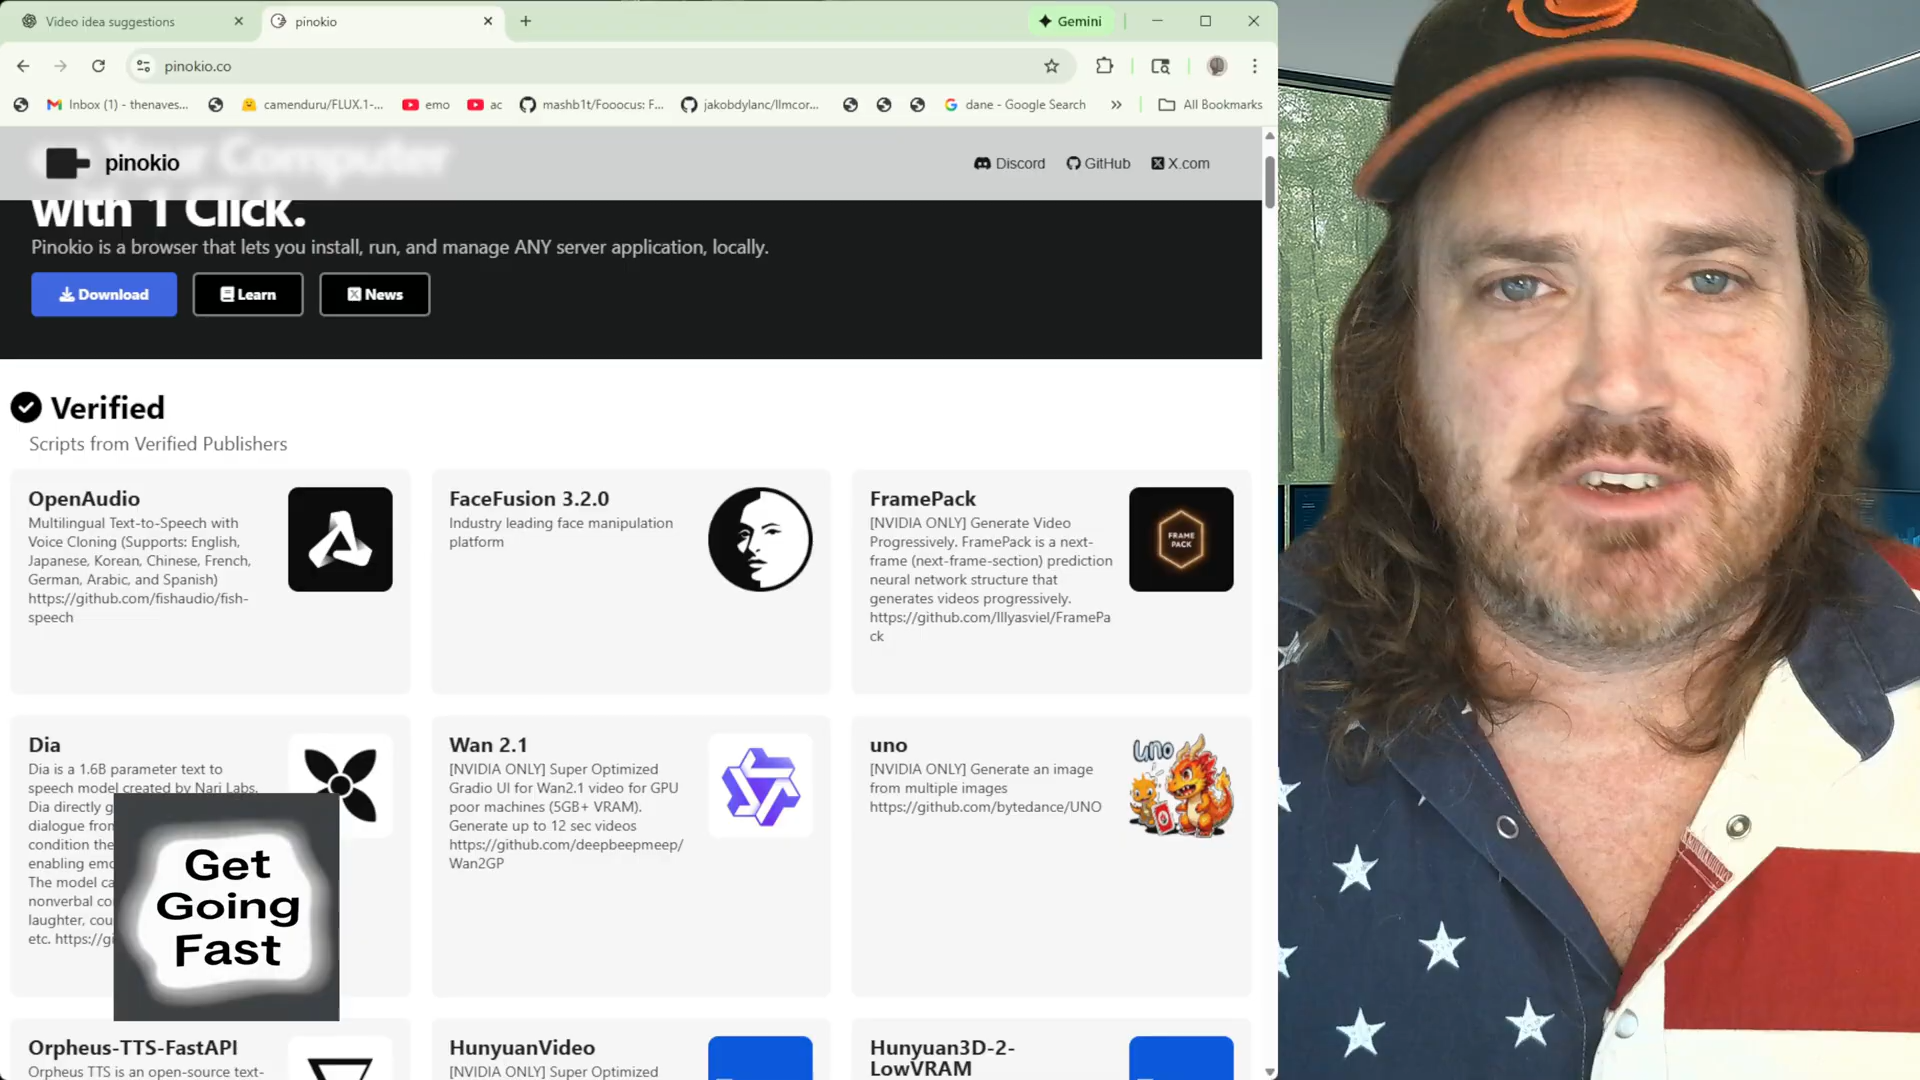 Video idea suggestions
pinokio
Gemini
pinokio.co
Inbox (1) - thenaves...
camenduru/FLUX.1-...
emo
ac
mashb1t/Fooocus: F...
jakobdylanc/llmcor...
dane - Google Search
All Bookmarks
on Your Computer
pinokio
Discord
GitHub
X.com
with 1 Click.
Pinokio is a browser that lets you install, run, and manage ANY server application, locally.
Download
Learn
News
Verified
Scripts from Verified Publishers
OpenAudio
Multilingual Text-to-Speech with
Voice Cloning (Supports: English,
Japanese, Korean, Chinese, French,
German, Arabic, and Spanish)
https://github.com/fishaudio/fish-
speech
FaceFusion 3.2.0
Industry leading face manipulation
platform
FramePack
[NVIDIA ONLY] Generate Video
Progressively. FramePack is a next-
frame (next-frame-section) prediction
neural network structure that
generates videos progressively.
https://github.com/lllyasviel/FramePa
ck
FRAME
PACK
Dia
Dia is a 1.6B parameter text to
speech model created by Nari Labs.
Dia directly g
dialogue from
condition the
enabling emo
The model ca
nonverbal co
laughter, cou
etc. https://gi
Get
Going
Fast
Wan 2.1
[NVIDIA ONLY] Super Optimized
Gradio UI for Wan2.1 video for GPU
poor machines (5GB+ VRAM).
Generate up to 12 sec videos
https://github.com/deepbeepmeep/
Wan2GP
uno
[NVIDIA ONLY] Generate an image
from multiple images
https://github.com/bytedance/UNO
uno
Orpheus-TTS-FastAPI
Orpheus TTS is an open-source text-
HunyuanVideo
[NVIDIA ONLY] Super Optimized
Hunyuan3D-2-
LowVRAM